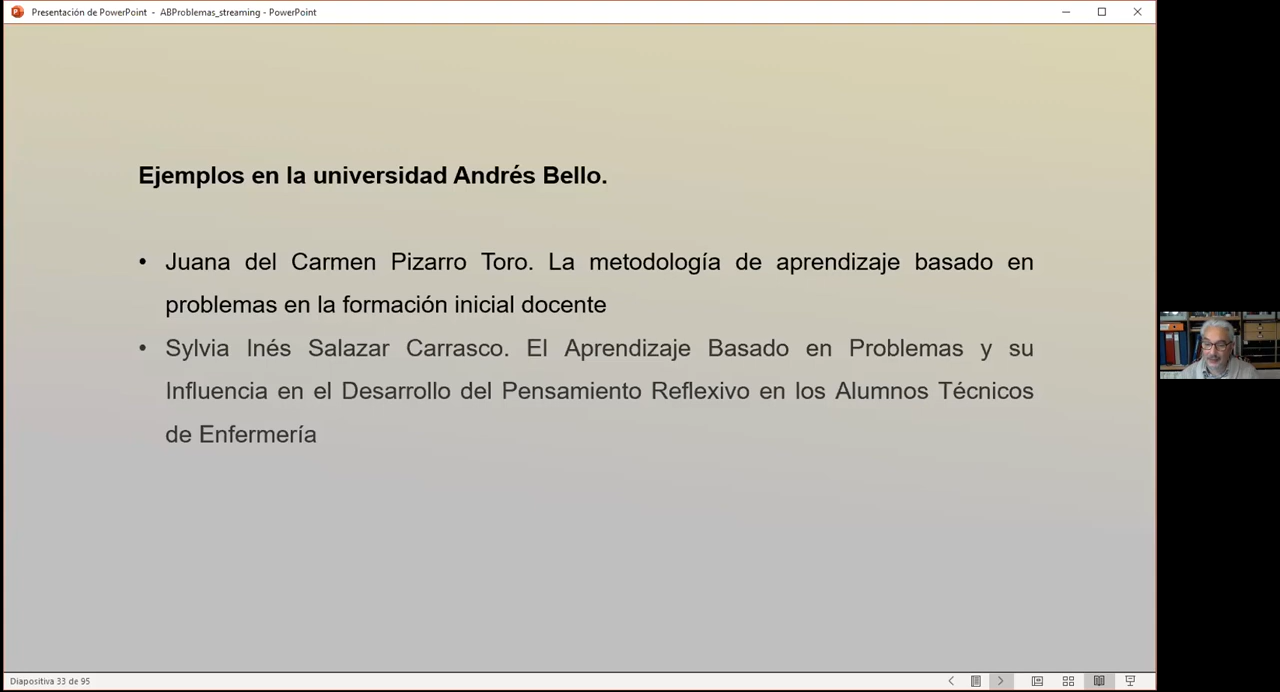 Presentación de PowerPoint - ABProblemas_streaming - PowerPoint
Ejemplos en la universidad Andrés Bello.
• Juana del Carmen Pizarro Toro. La metodología de aprendizaje basado en
problemas en la formación inicial docente
• Sylvia Inés Salazar Carrasco. El Aprendizaje Basado en Problemas y su
Influencia en el Desarrollo del Pensamiento Reflexivo en los Alumnos Técnicos
de Enfermería
Diapositiva 33 de 95